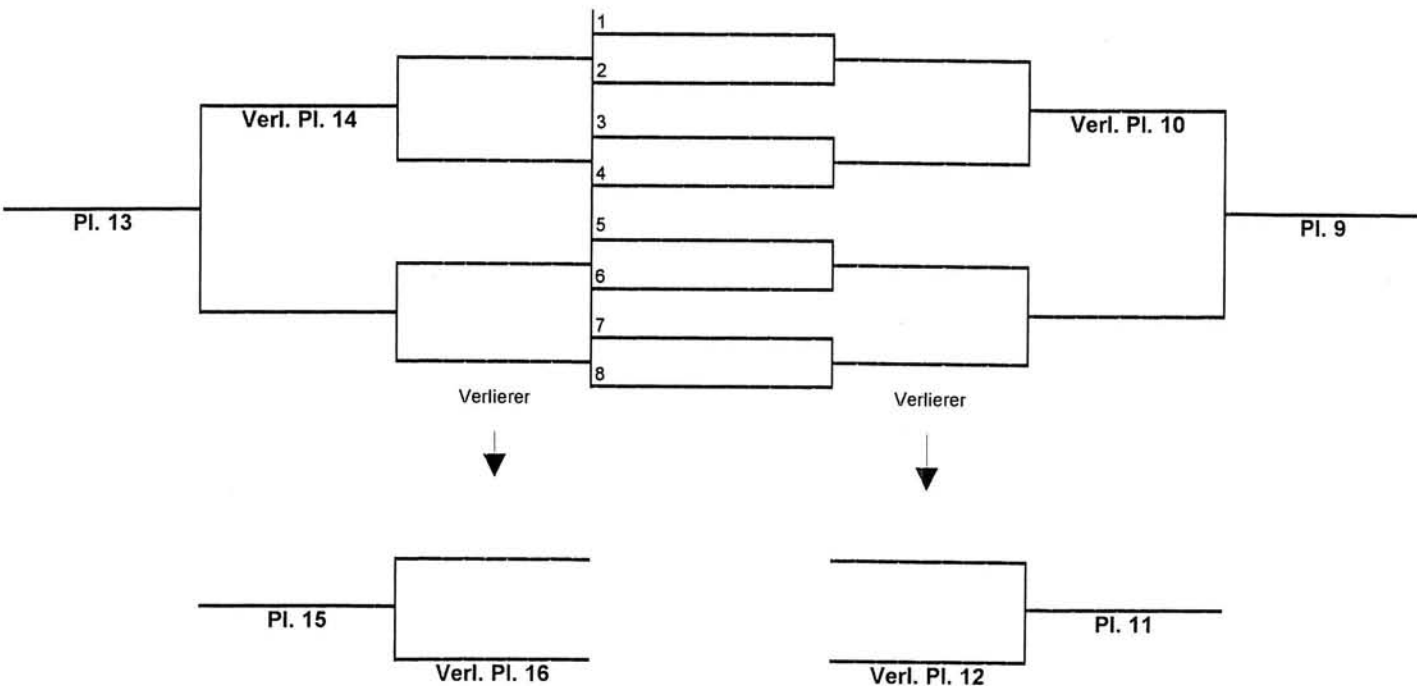 1
2
Verl. Pl. 14
Verl. Pl. 10
3
4
Pl. 13
5
Pl. 9
6
7
8
Verlierer
Verlierer
Pl. 15
Pl. 11
Verl. Pl. 16
Verl. Pl. 12